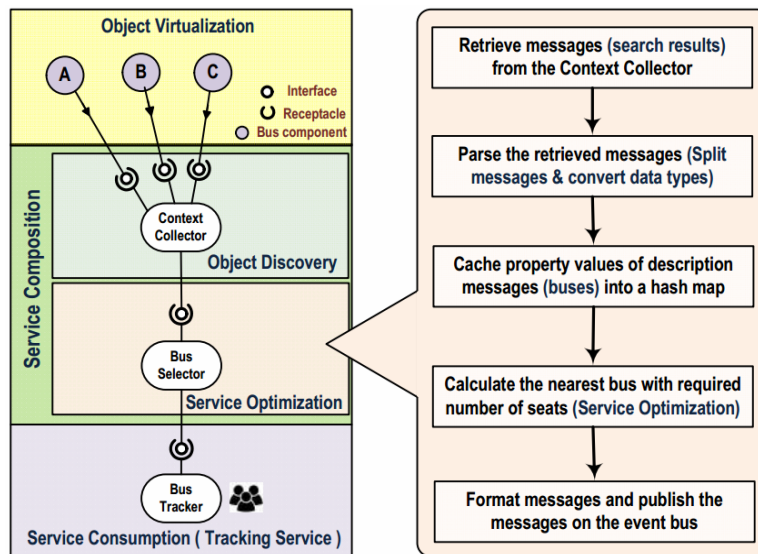 Object Virtualization
A
B
C
Interface
Receptacle
Bus component
Service Composition
Context
Collector
Object Discovery
Bus
Selector
Service Optimization
Bus
Tracker
Service Consumption ( Tracking Service )
Retrieve messages (search results)
from the Context Collector
Parse the retrieved messages (Split
messages & convert data types)
Cache property values of description
messages (buses) into a hash map
Calculate the nearest bus with required
number of seats (Service Optimization)
Format messages and publish the
messages on the event bus